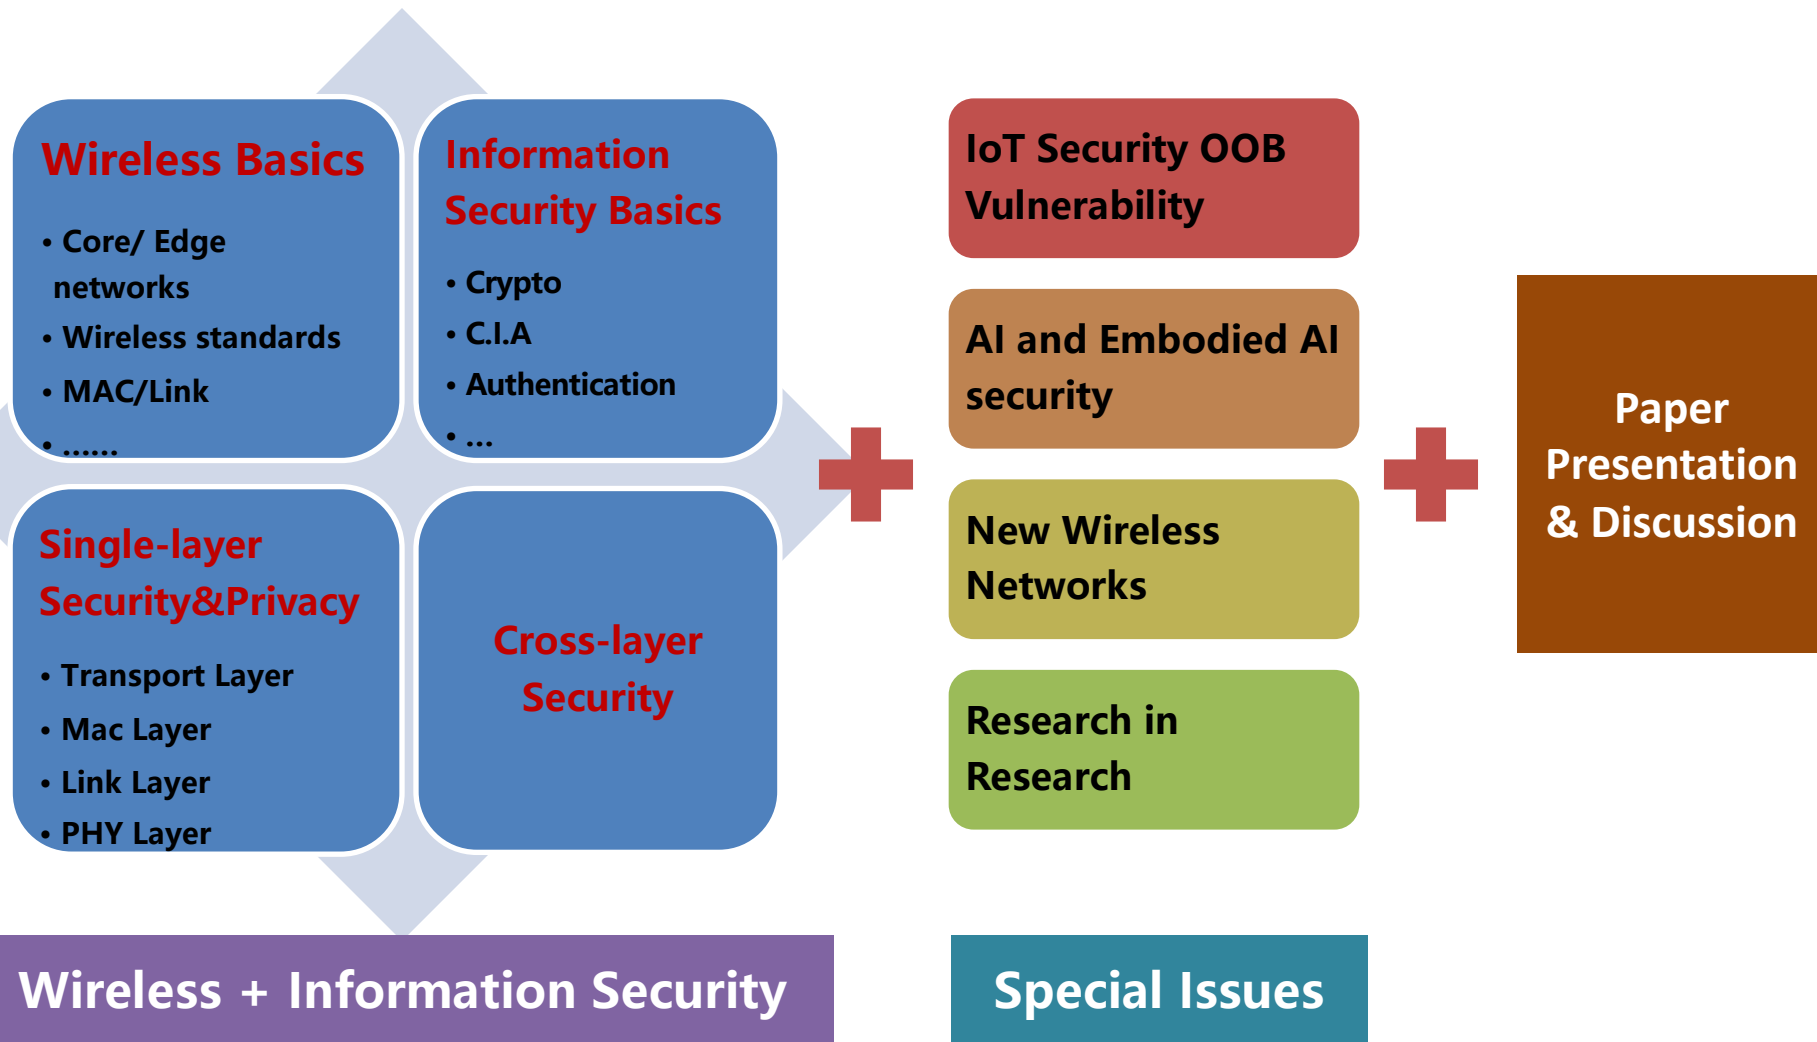 Wireless Basics
• Core/ Edge
networks
• Wireless standards
• MAC/Link
• ......
Information
Security Basics
• Crypto
• C.I.A
• Authentication
• ...
Single-layer
Security&Privacy
• Transport Layer
• Mac Layer
• Link Layer
• PHY Layer
Cross-layer
Security
Wireless + Information Security
IoT Security OOB
Vulnerability
AI and Embodied AI
security
New Wireless
Networks
Research in
Research
Special Issues
Paper
Presentation
& Discussion